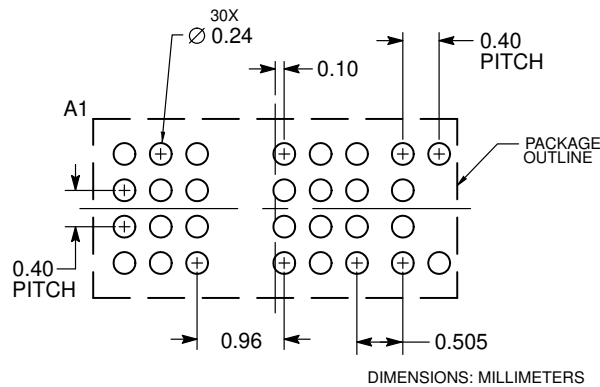 30X
Ø 0.24
0.10
0.40
PITCH
A1
PACKAGE
OUTLINE
0.40
PITCH
0.96
0.505
DIMENSIONS: MILLIMETERS